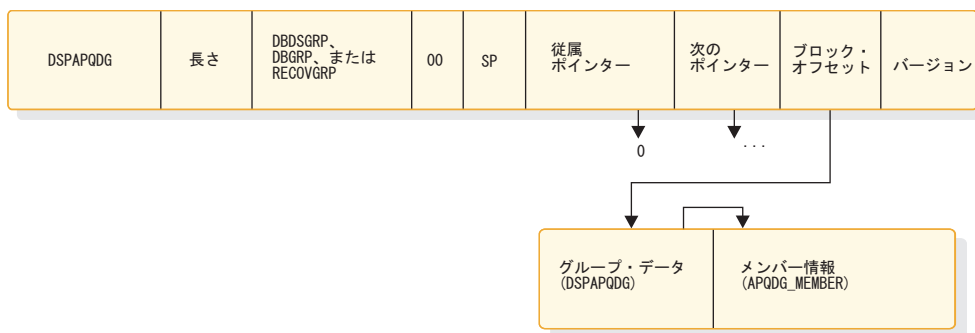 DSPAPQDG
長さ
DBDSGRP、
DBGRP、または
RECOVGRP
00
SP
従属
ポインター
次の
ポインター
ブロック・
オフセット
バージョン
0
...
グループ・データ
(DSPAPQDG)
メンバー情報
(APQDG_MEMBER)